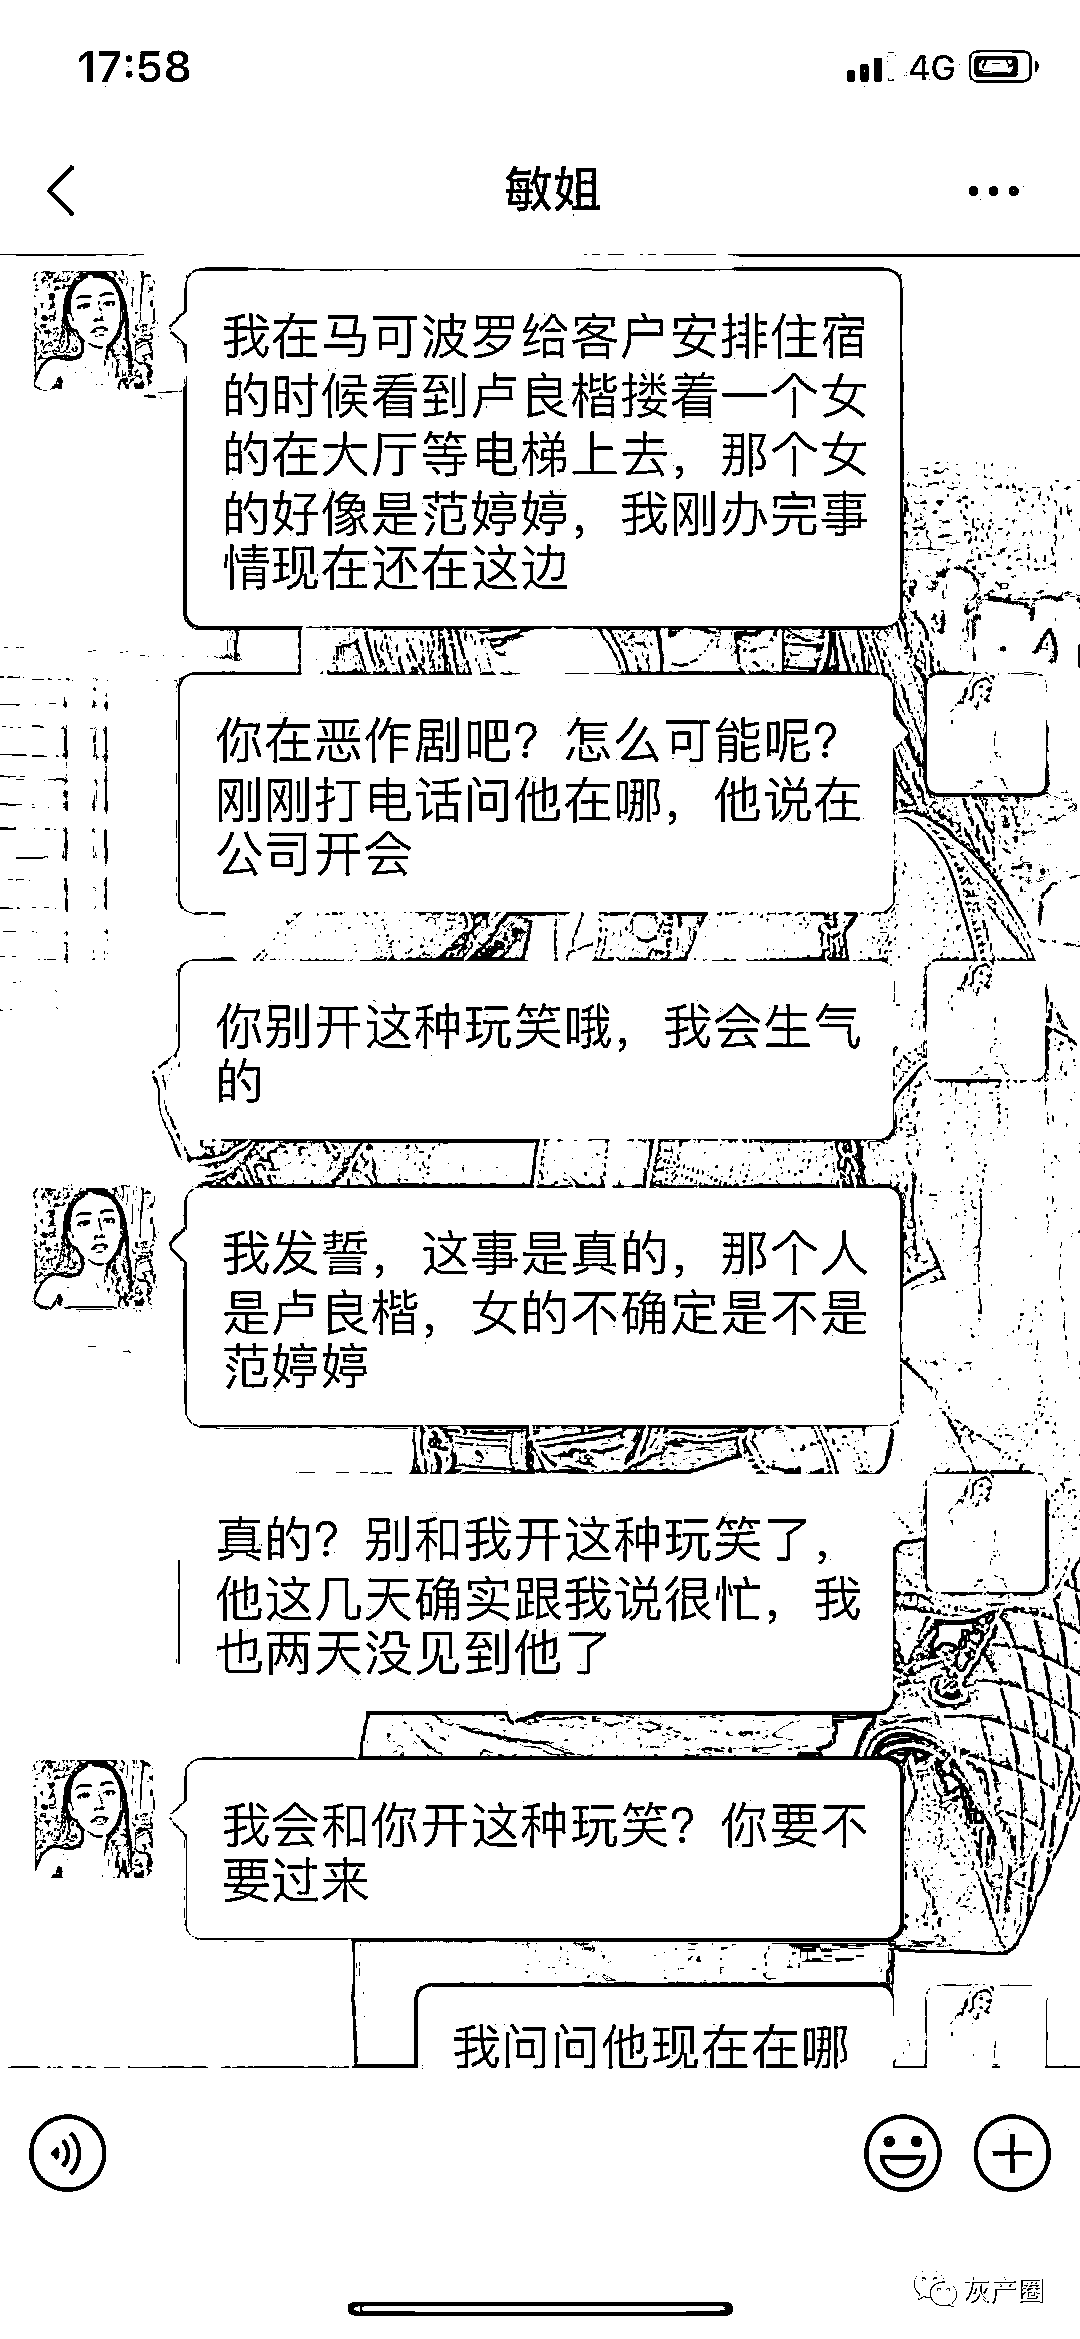 17:58
4G
敏姐
我在马可波罗给客户安排住宿
的时候看到卢良楷搂着一个女
的在大厅等电梯上去，那个女
的好像是范婷婷，我刚办完事
情现在还在这边
你在恶作剧吧？怎么可能呢？
刚刚打电话问他在哪，他说在
公司开会
你别开这种玩笑哦，我会生气
的
我发誓，这事是真的，那个人
是卢良楷，女的不确定是不是
范婷婷
真的？别和我开这种玩笑了，
他这几天确实跟我说很忙，我
也两天没见到他了
我会和你开这种玩笑？你要不
要过来
我问问他现在在哪
灰产圈